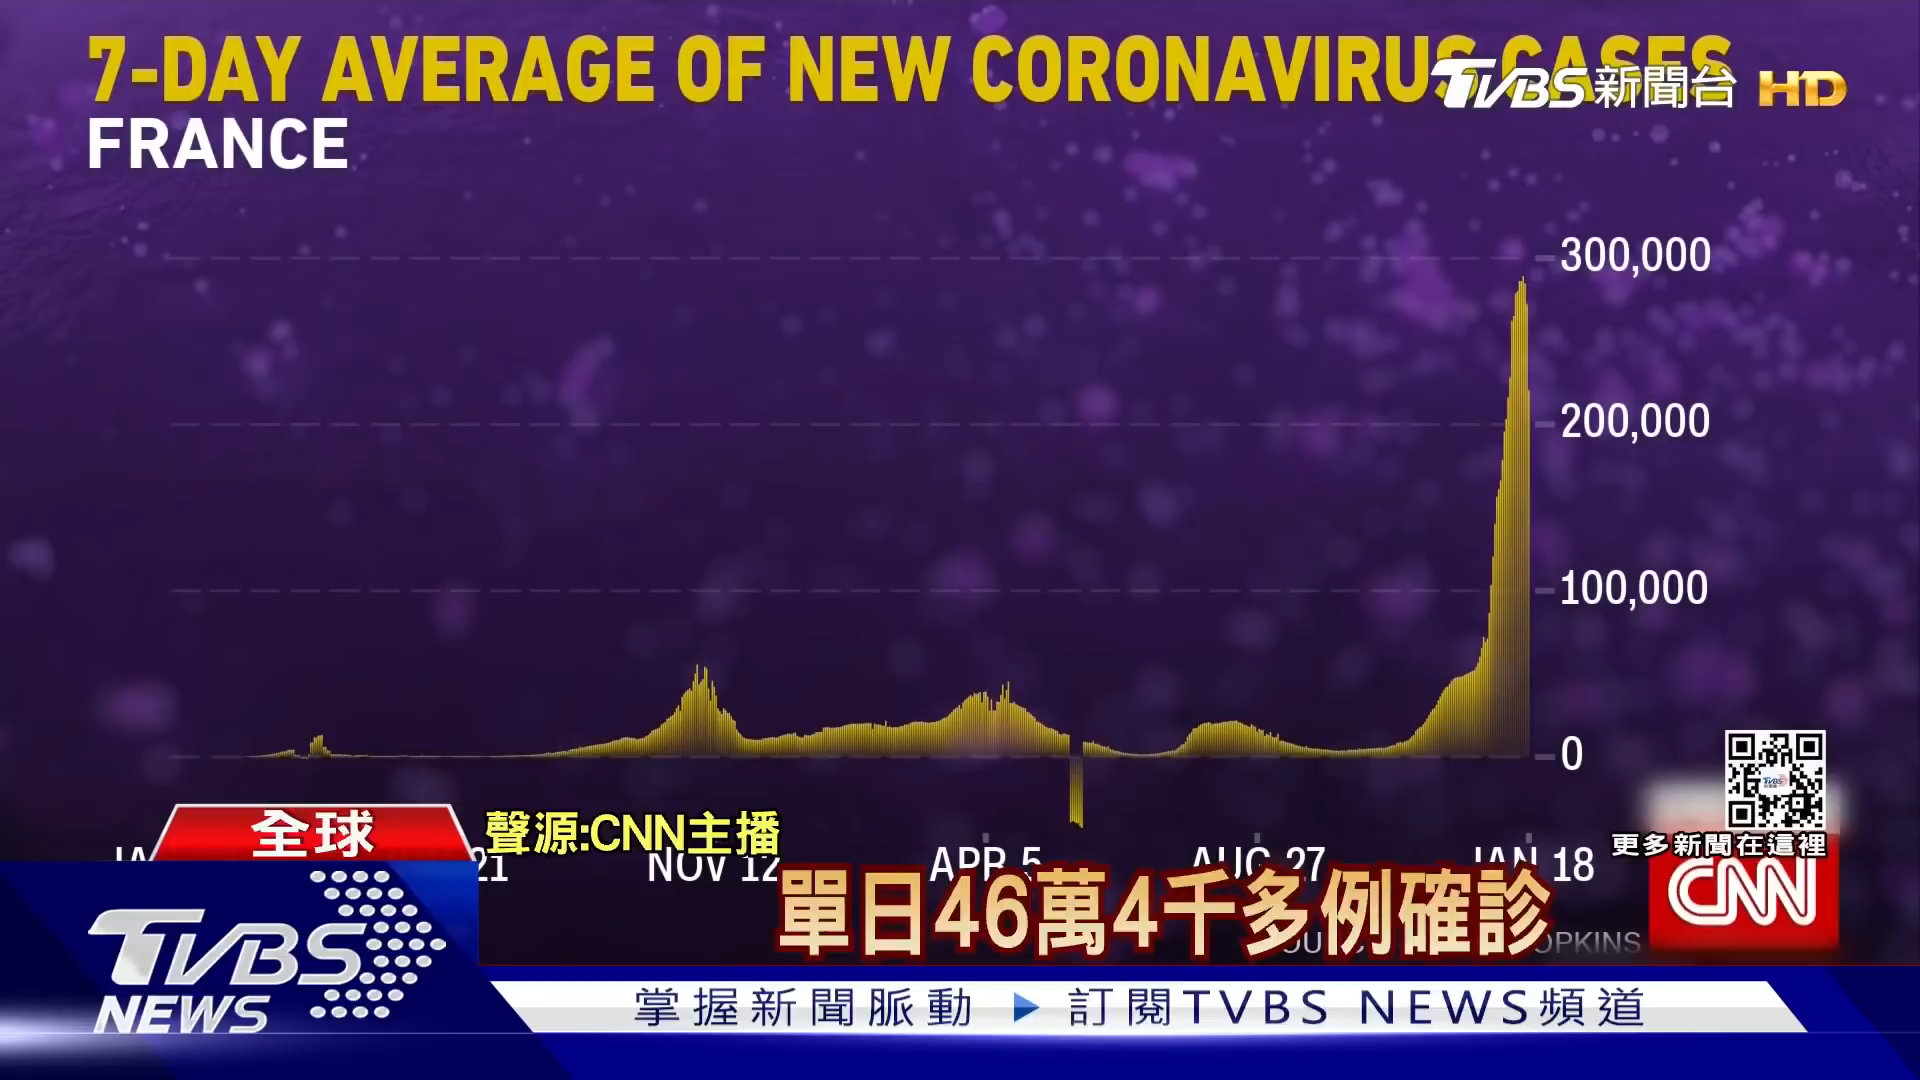 7-DAY AVERAGE OF NEW CORONAVIRUS CASES
TVBS新聞台 HD
FRANCE
300,000
200,000
100,000
0
全球
聲源:CNN主播
21
NOV 12
APR 5
AUG 27
JAN 18
更多新聞在這裡
CNN
單日46萬4千多例確診
TVBS
NEWS
掌握新聞脈動 ▶ 訂閱TVBS NEWS頻道